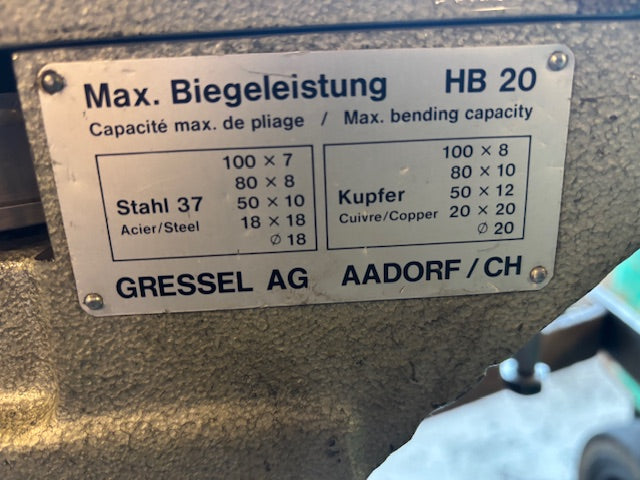 Max. Biegeleistung HB 20
Capacité max. de pliage / Max. bending capacity
Stahl 37
Acier/Steel
100 × 7
80 × 8
50 × 10
18 × 18
∅ 18
Kupfer
Cuivre/Copper
100 × 8
80 × 10
50 × 12
20 × 20
∅ 20
GRESSEL AG AADORF/CH